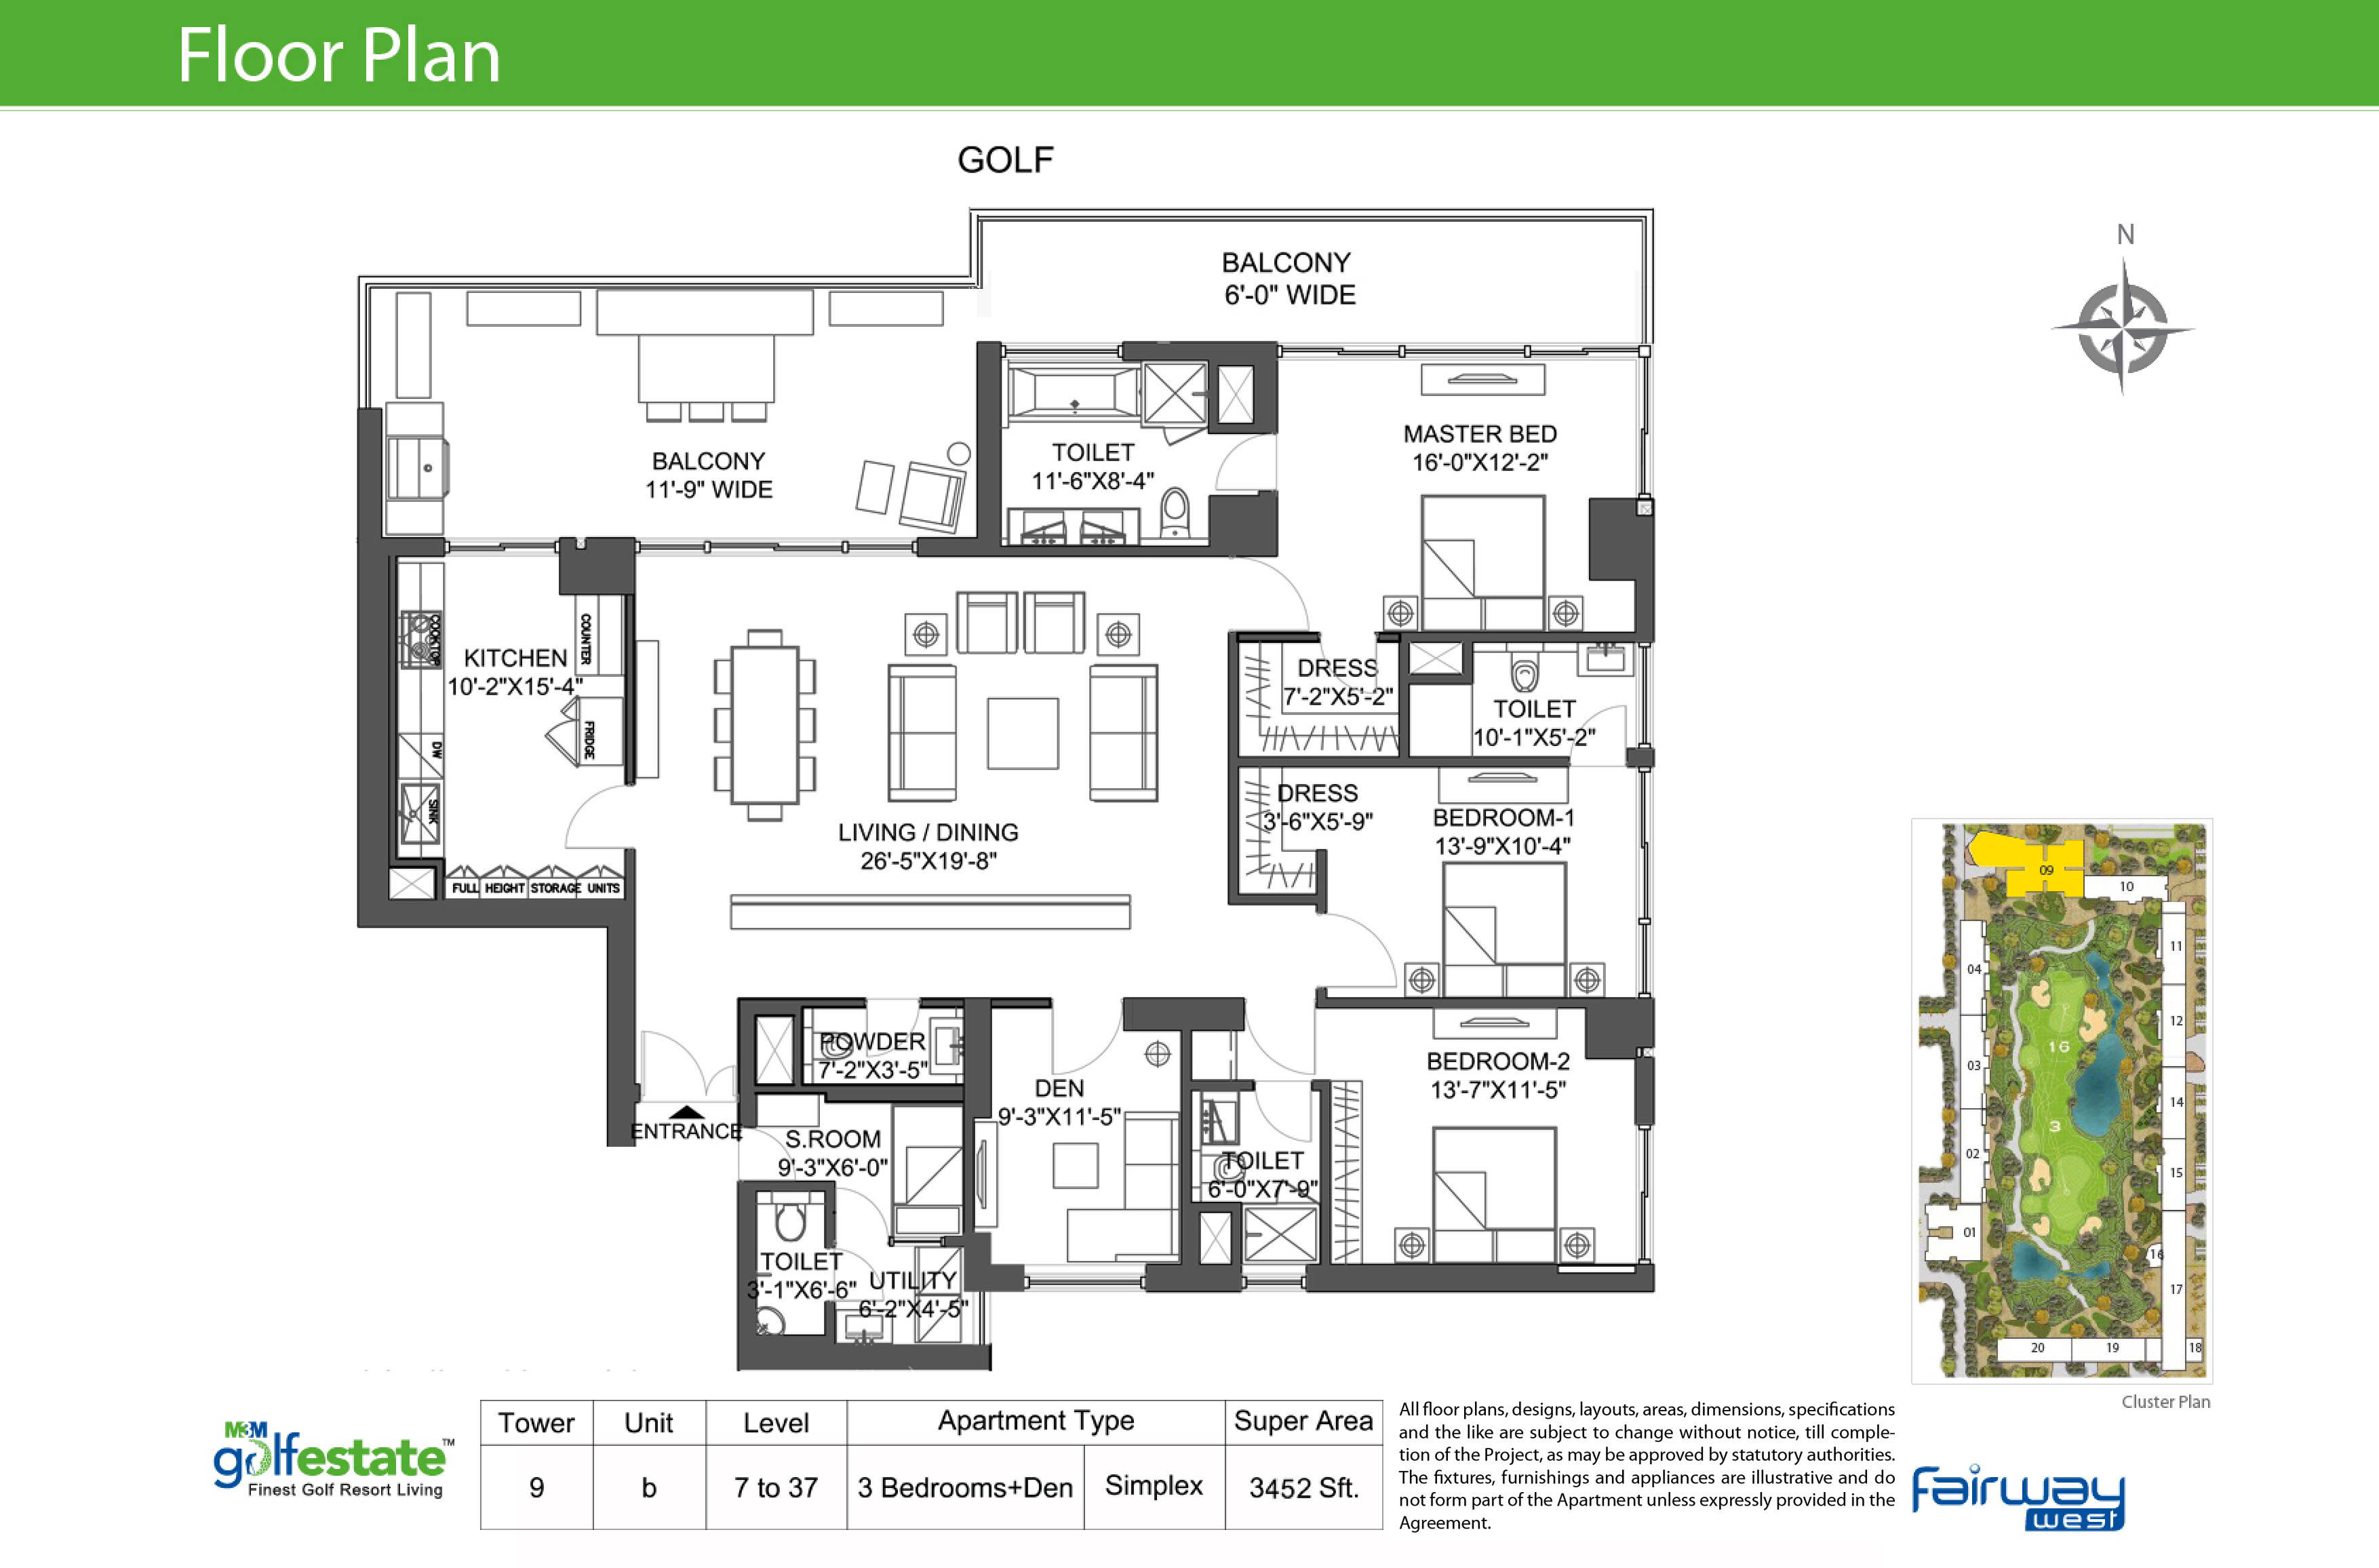 Floor Plan
GOLF
N
BALCONY
6'-0" WIDE
BALCONY
11'-9" WIDE
TOILET
11'-6"X8'-4"
MASTER BED
16'-0"X12'-2"
COOKTOP
COUNTER
KITCHEN
10'-2"X15'-4"
FRIDGE
DW
SINK
FULL HEIGHT STORAGE UNITS
DRESS
7'-2"X5'-2"
TOILET
10'-1"X5'-2"
LIVING / DINING
26'-5"X19'-8"
DRESS
3'-6"X5'-9"
BEDROOM-1
13'-9"X10'-4"
POWDER
7'-2"X3'-5"
DEN
9'-3"X11'-5"
BEDROOM-2
13'-7"X11'-5"
ENTRANCE
S.ROOM
9'-3"X6'-0"
TOILET
6'-0"X7'-9"
TOILET
3'-1"X6'-6"
UTILITY
6'-2"X4'-5"
09
10
11
04
12
16
03
14
3
02
15
01
16
17
20
19
18
Cluster Plan
M3M
golfestate™
Finest Golf Resort Living
Tower Unit Level Apartment Type Super Area
9 b 7 to 37 3 Bedrooms+Den Simplex 3452 Sft.
All floor plans, designs, layouts, areas, dimensions, specifications
and the like are subject to change without notice, till comple-
tion of the Project, as may be approved by statutory authorities.
The fixtures, furnishings and appliances are illustrative and do
not form part of the Apartment unless expressly provided in the
Agreement.
Fairway
west